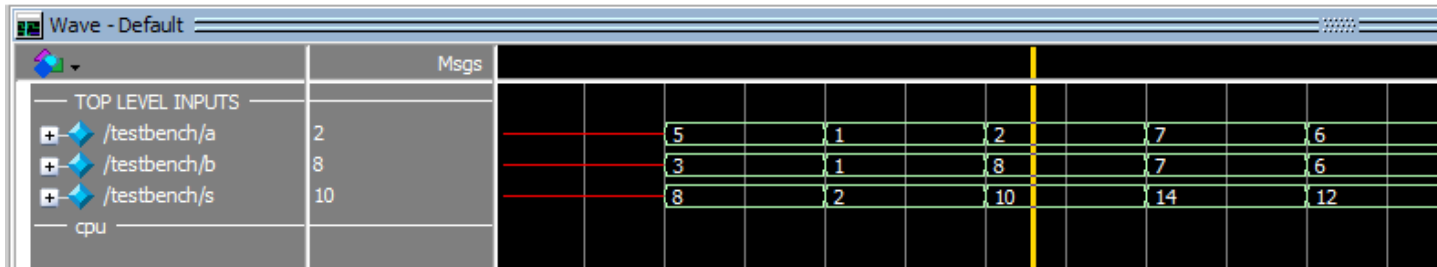 Wave - Default
Msgs
TOP LEVEL INPUTS
/testbench/a 2 5 1 2 7 6
/testbench/b 8 3 1 8 7 6
/testbench/s 10 8 2 10 14 12
cpu